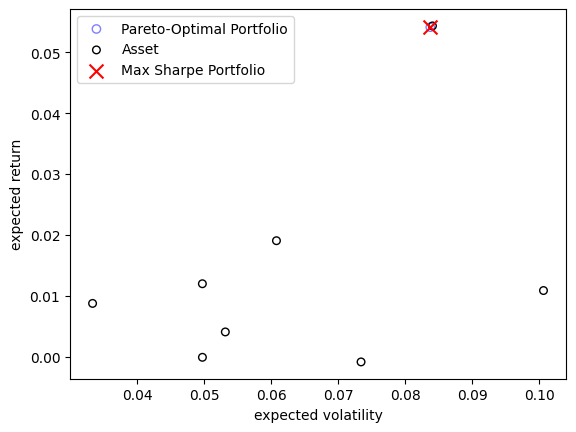 Pareto-Optimal Portfolio
Asset
Max Sharpe Portfolio
expected return
0.05
0.04
0.03
0.02
0.01
0.00
0.04 0.05 0.06 0.07 0.08 0.09 0.10
expected volatility